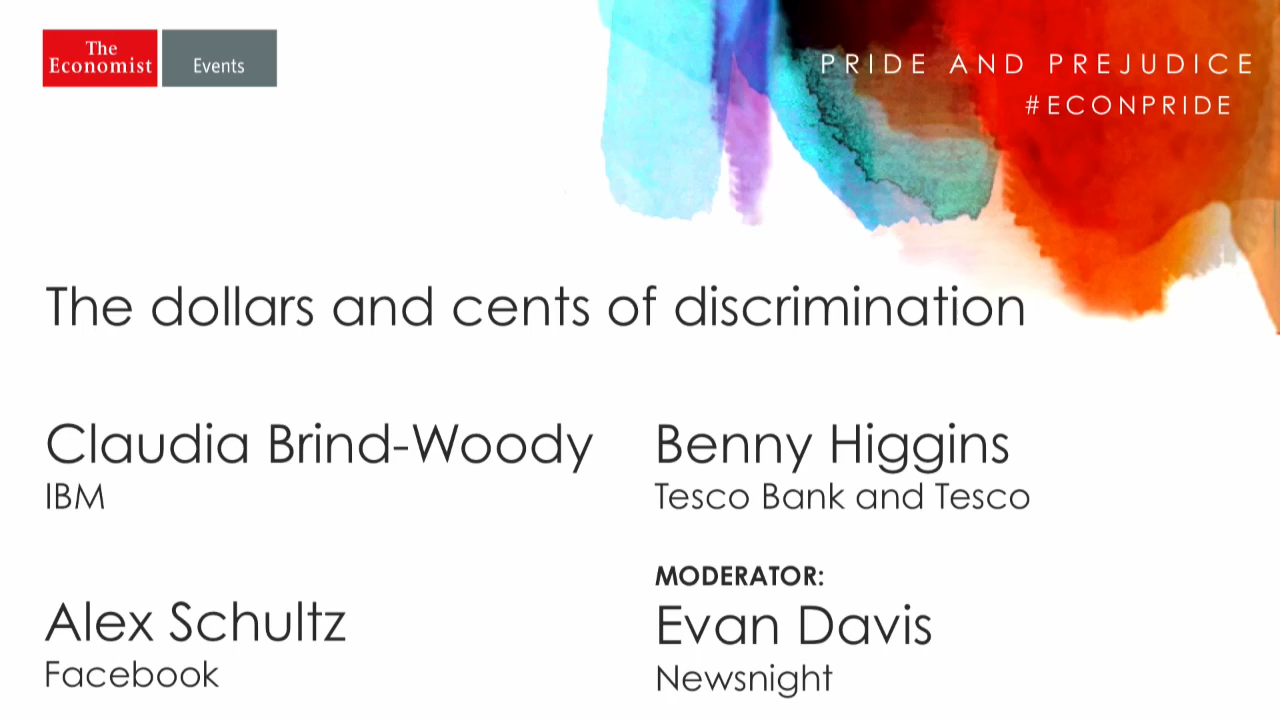 The
Economist
Events
PRIDE AND PREJUDICE
#ECONPRIDE
The dollars and cents of discrimination
Claudia Brind-Woody
IBM
Benny Higgins
Tesco Bank and Tesco
Alex Schultz
Facebook
MODERATOR:
Evan Davis
Newsnight